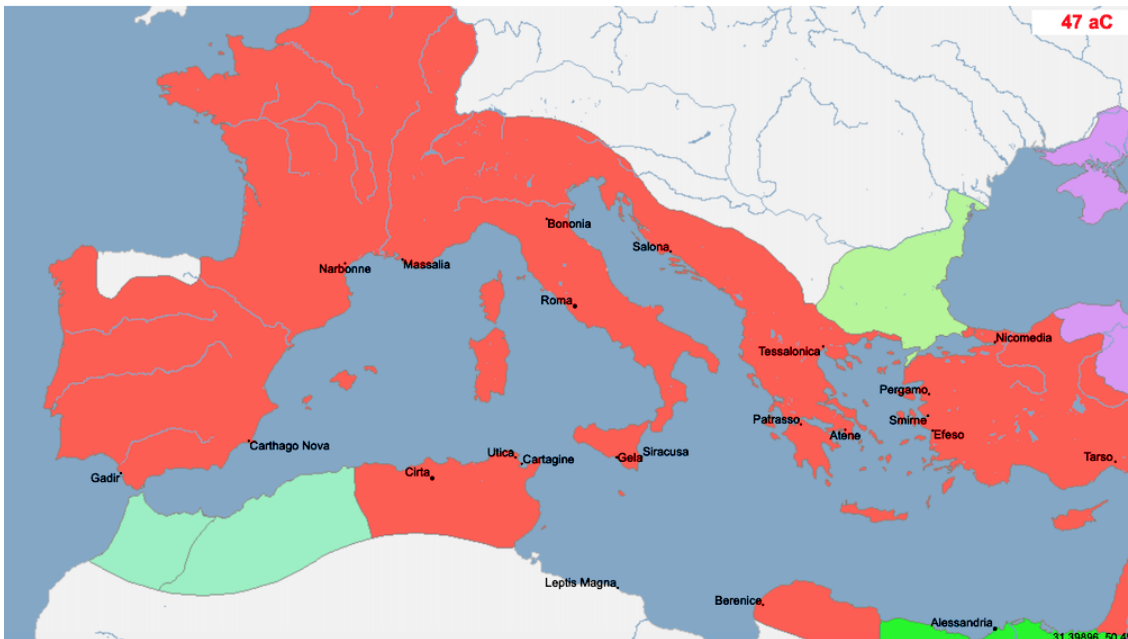 47 aC
Bononia
Salona
Narbonne
Massalia
Roma
Nicomedia
Tessalonica
Pergamo
Patrasso
Atene
Smirne
Efeso
Carthago Nova
Utica
Cartagine
Gela
Siracusa
Tarso
Gadir
Cirta
Leptis Magna
Berenice
Alessandria